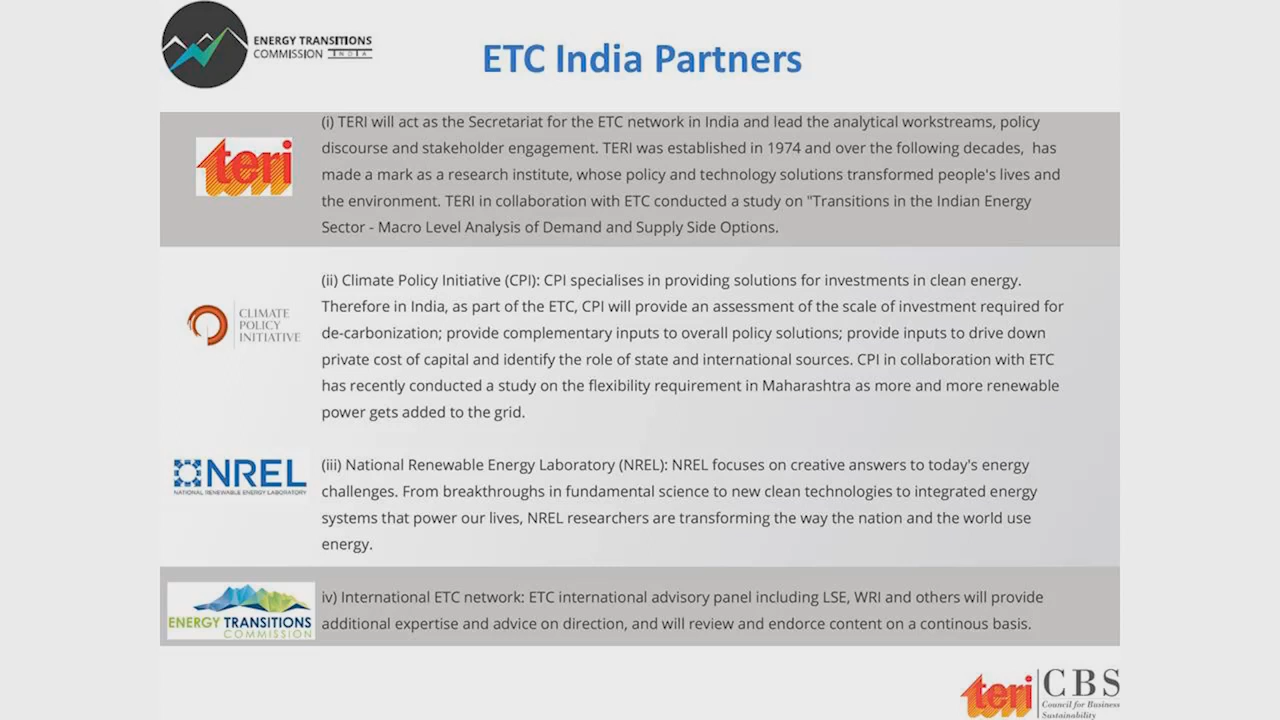 ENERGY TRANSITIONS
COMMISSION INDIA
ETC India Partners
teri
(i) TERI will act as the Secretariat for the ETC network in India and lead the analytical workstreams, policy
discourse and stakeholder engagement. TERI was established in 1974 and over the following decades, has
made a mark as a research institute, whose policy and technology solutions transformed people's lives and
the environment. TERI in collaboration with ETC conducted a study on "Transitions in the Indian Energy
Sector - Macro Level Analysis of Demand and Supply Side Options.
CLIMATE
POLICY
INITIATIVE
(ii) Climate Policy Initiative (CPI): CPI specialises in providing solutions for investments in clean energy.
Therefore in India, as part of the ETC, CPI will provide an assessment of the scale of investment required for
de-carbonization; provide complementary inputs to overall policy solutions; provide inputs to drive down
private cost of capital and identify the role of state and international sources. CPI in collaboration with ETC
has recently conducted a study on the flexibility requirement in Maharashtra as more and more renewable
power gets added to the grid.
NREL
NATIONAL RENEWABLE ENERGY LABORATORY
(iii) National Renewable Energy Laboratory (NREL): NREL focuses on creative answers to today's energy
challenges. From breakthroughs in fundamental science to new clean technologies to integrated energy
systems that power our lives, NREL researchers are transforming the way the nation and the world use
energy.
ENERGY TRANSITIONS
COMMISSION
iv) International ETC network: ETC international advisory panel including LSE, WRI and others will provide
additional expertise and advice on direction, and will review and endorce content on a continous basis.
teri
CBS
Council for Business
Sustainability